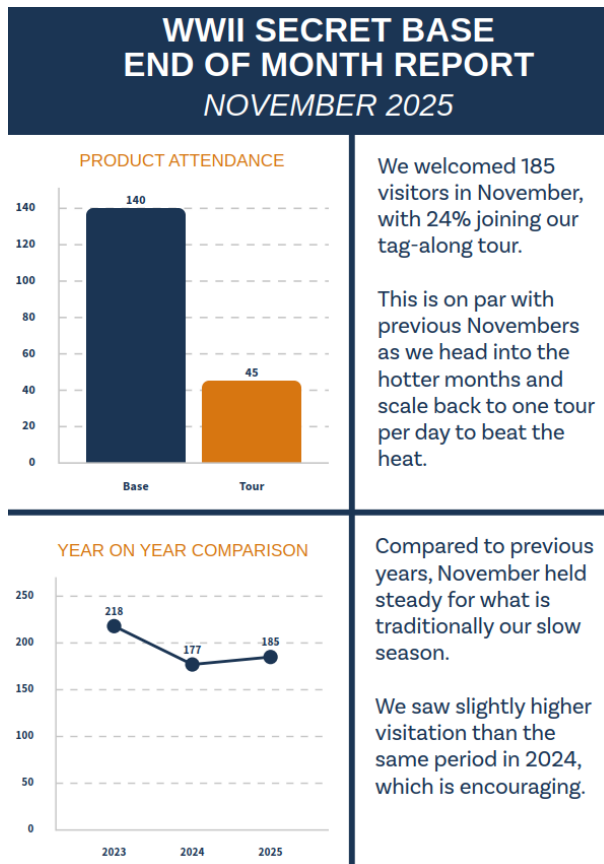 WWII SECRET BASE
END OF MONTH REPORT
NOVEMBER 2025
PRODUCT ATTENDANCE
140
120
100
80
60
40
20
0
140
45
Base
Tour
We welcomed 185
visitors in November,
with 24% joining our
tag-along tour.
This is on par with
previous Novembers
as we head into the
hotter months and
scale back to one tour
per day to beat the
heat.
YEAR ON YEAR COMPARISON
250
200
150
100
50
0
218
177
185
2023
2024
2025
Compared to previous
years, November held
steady for what is
traditionally our slow
season.
We saw slightly higher
visitation than the
same period in 2024,
which is encouraging.